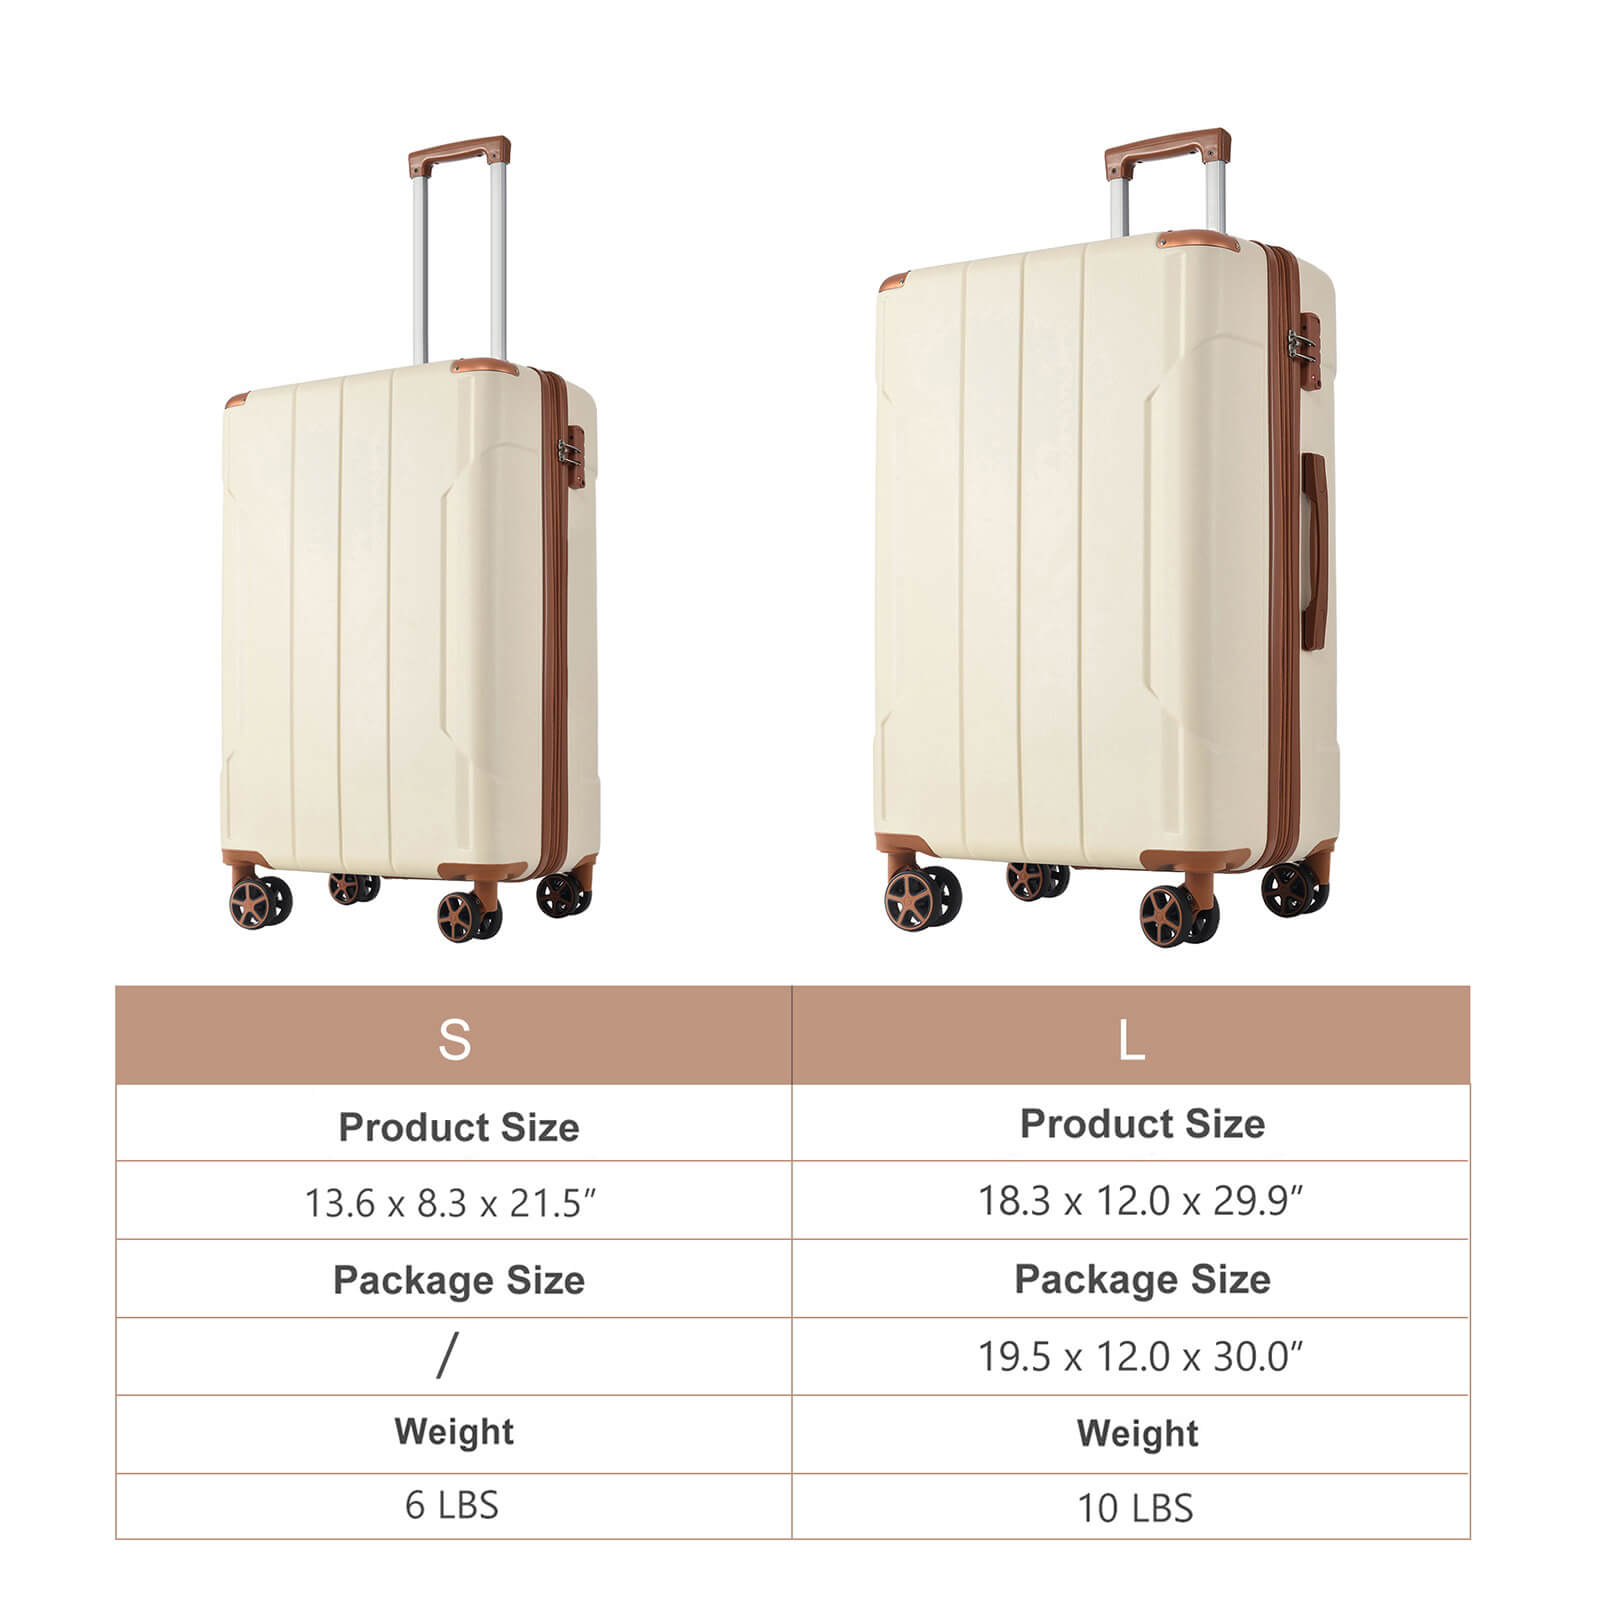 S L
Product Size Product Size
13.6 x 8.3 x 21.5” 18.3 x 12.0 x 29.9”
Package Size Package Size
/ 19.5 x 12.0 x 30.0”
Weight Weight
6 LBS 10 LBS